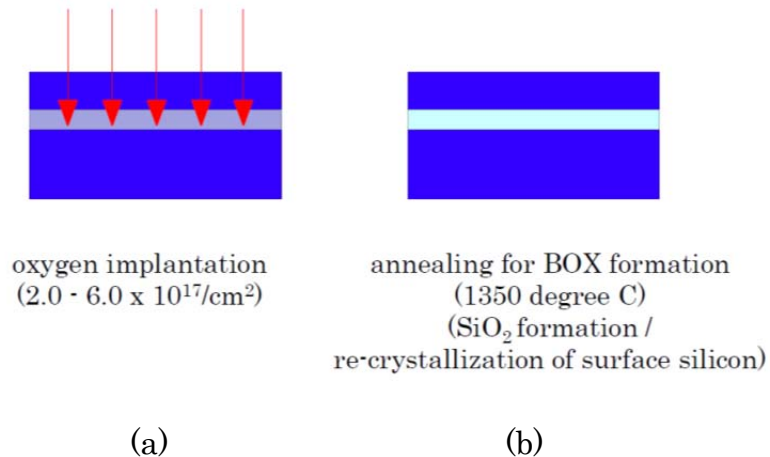 oxygen implantation
(2.0 - 6.0 x 10¹⁷/cm²)
annealing for BOX formation
(1350 degree C)
(SiO₂ formation /
re-crystallization of surface silicon)
(a)
(b)